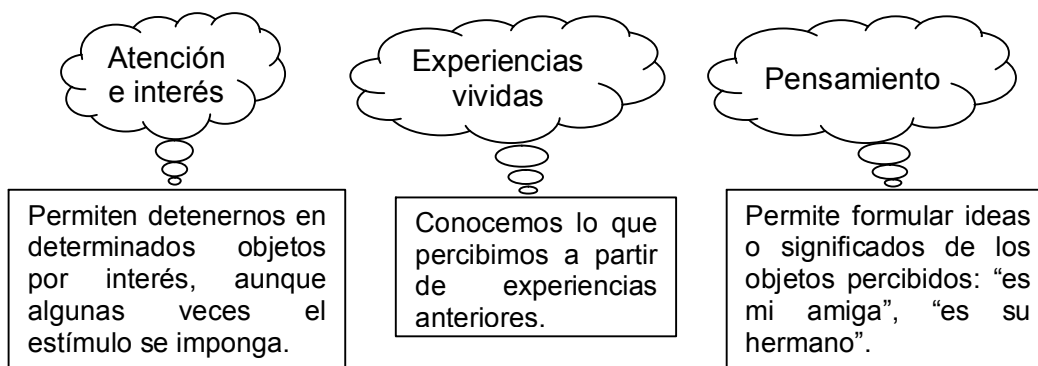 Atención
e interés
Permiten detenernos en
determinados objetos
por interés, aunque
algunas veces el
estímulo se imponga.
Experiencias
vividas
Conocemos lo que
percibimos a partir
de experiencias
anteriores.
Pensamiento
Permite formular ideas
o significados de los
objetos percibidos: “es
mi amiga”, “es su
hermano”.